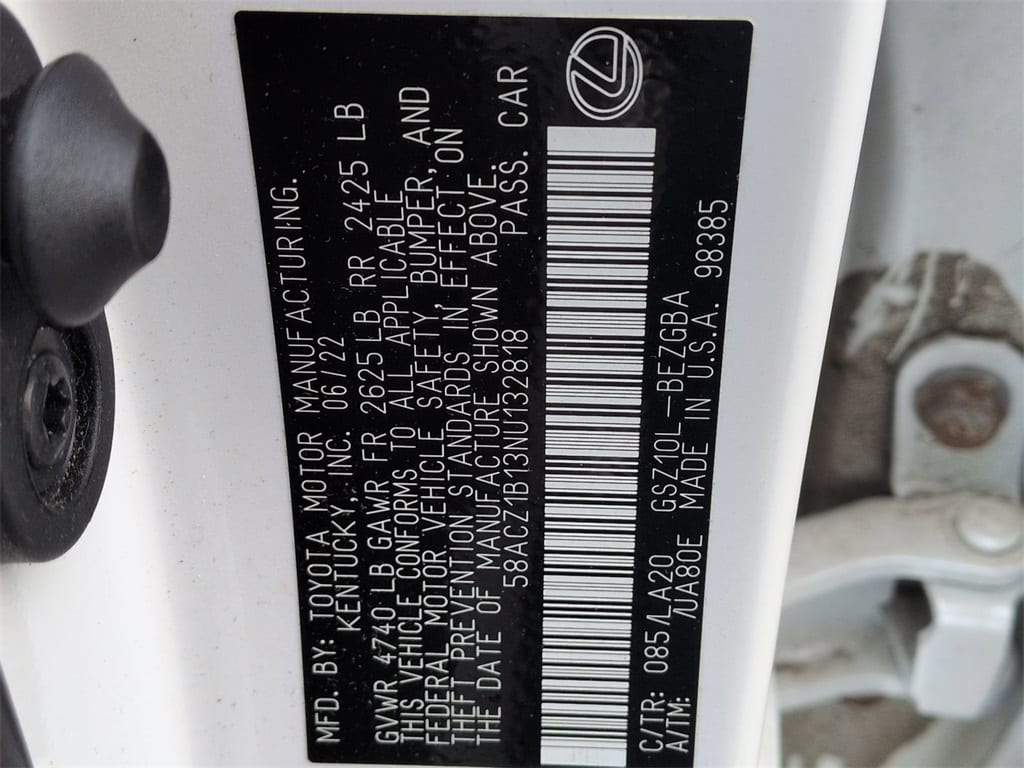 MFD. BY: TOYOTA MOTOR MANUFACTURING.
KENTUCKY, INC. 06/22
GVWR 4740 LB GAWR FR 2625 LB RR 2425 LB
THIS VEHICLE CONFORMS TO ALL APPLICABLE
FEDERAL MOTOR VEHICLE SAFETY, BUMPER, AND
THEFT PREVENTION STANDARDS IN EFFECT ON
THE DATE OF MANUFACTURE SHOWN ABOVE.
58ACZ1B13NU132818 PASS. CAR
C/TR: 085/LA20 GSZ10L-BEZGBA
A/TM: /UA80E MADE IN U.S.A. 98385